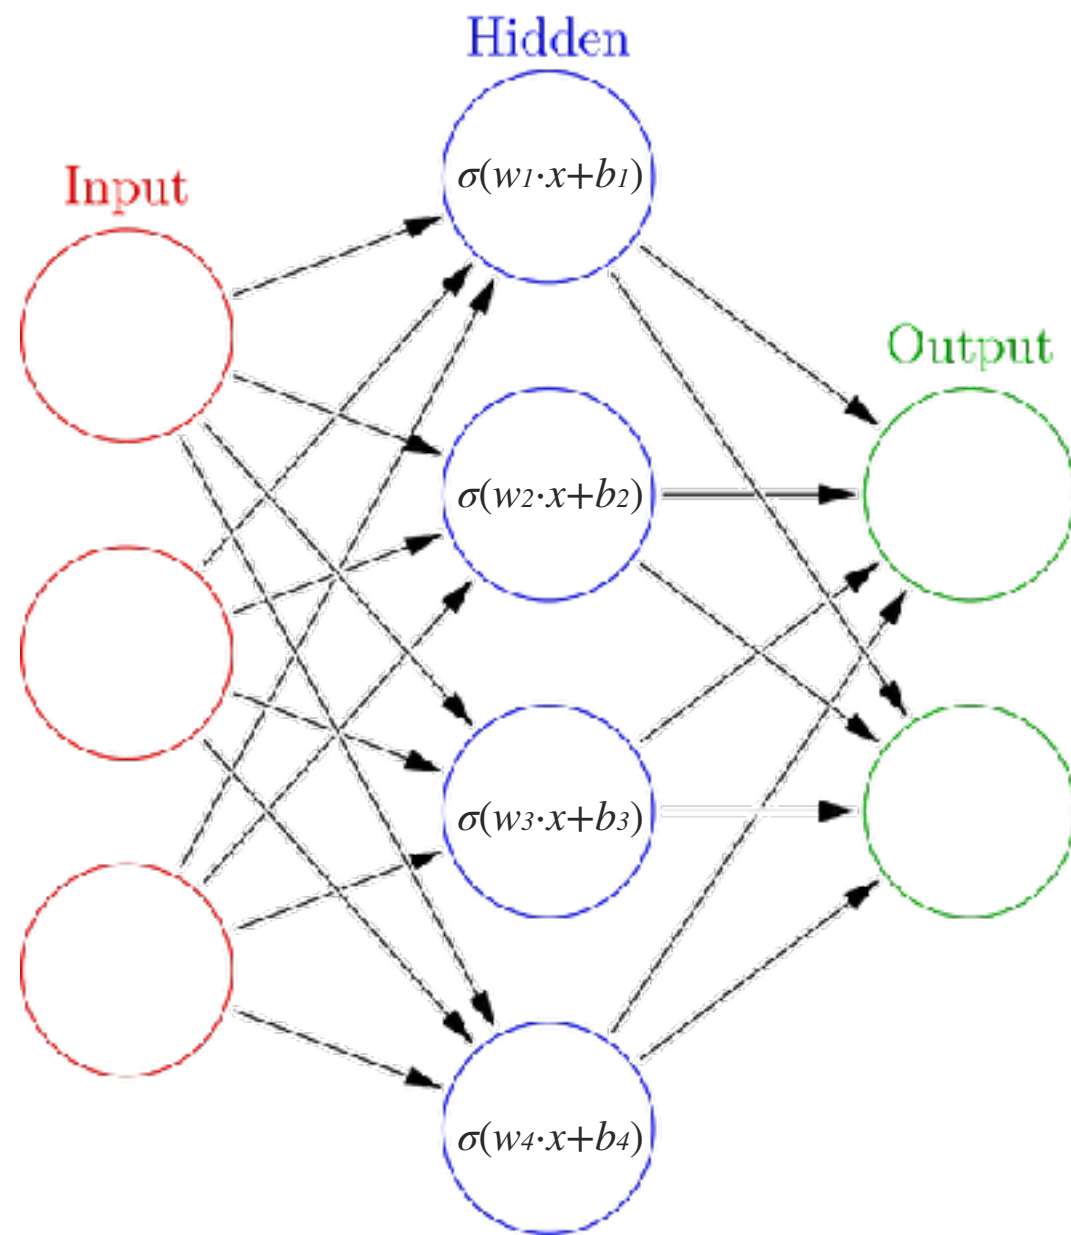 Hidden
σ(w1·x+b1)
Input
Output
σ(w2·x+b2)
σ(w3·x+b3)
σ(w4·x+b4)